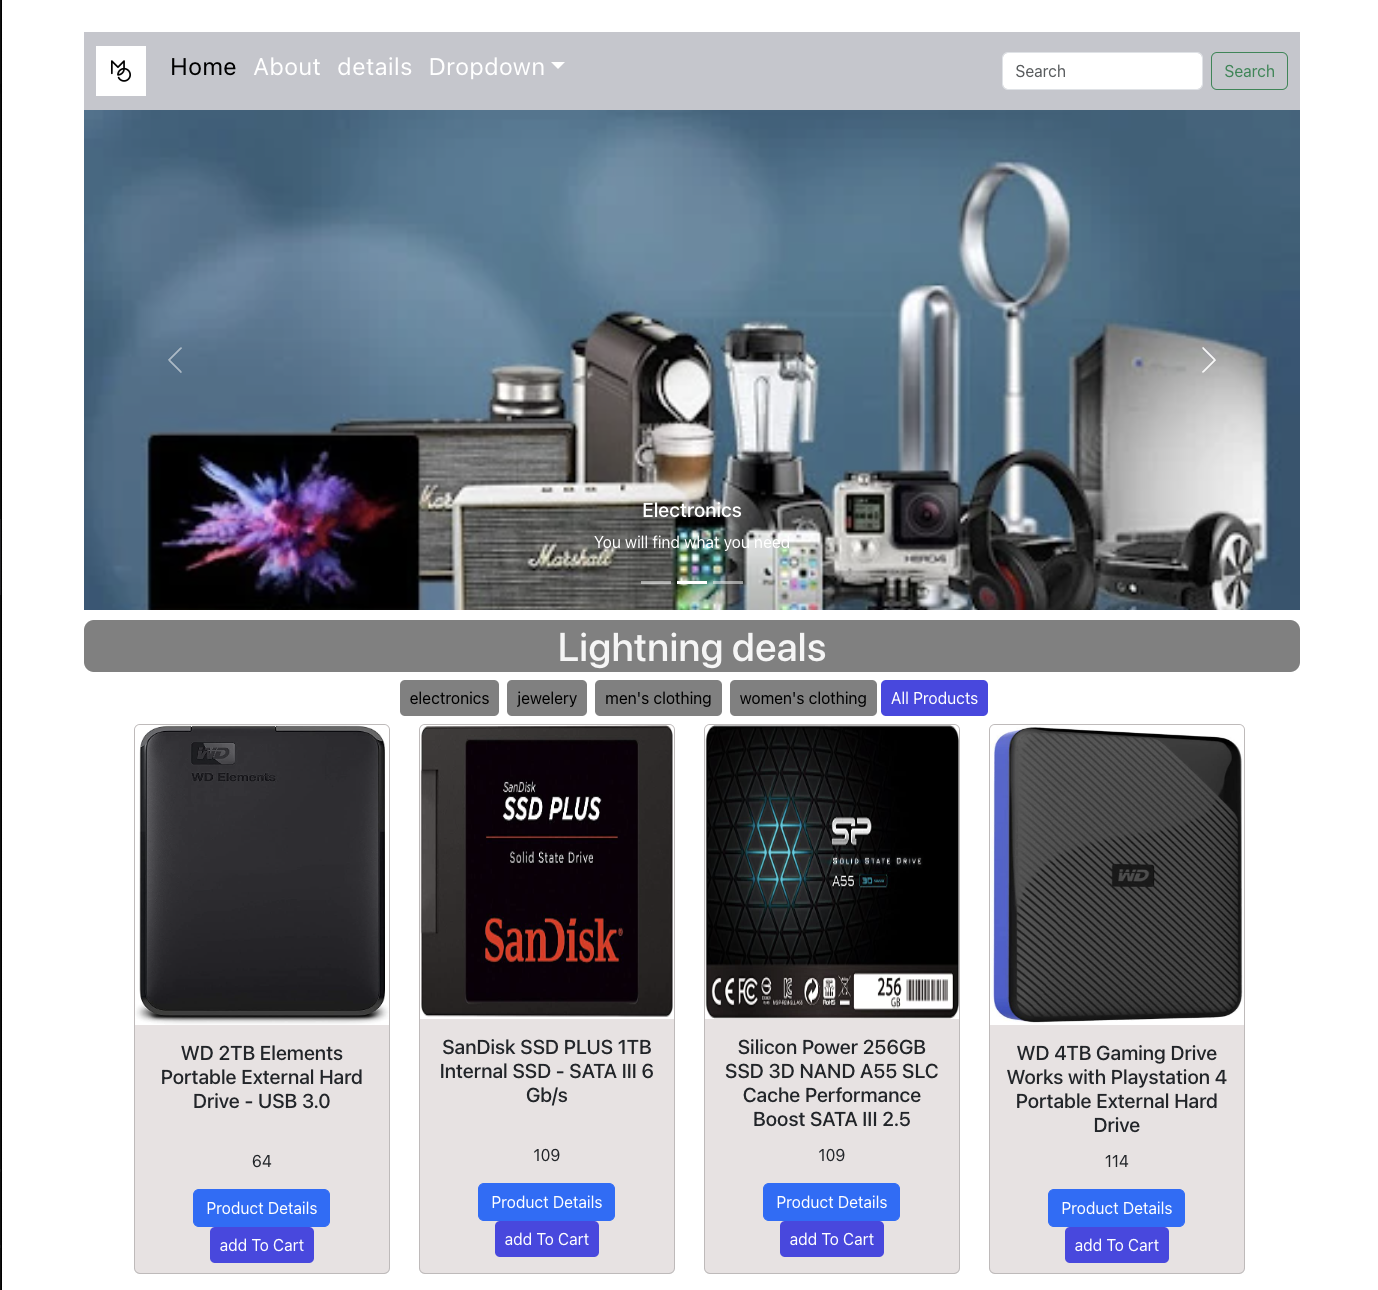 MO
Home About details Dropdown
Search
Search
Marshall
HERO4
Electronics
You will find what you need
Lightning deals
electronics
jewelery
men's clothing
women's clothing
All Products
WD
WD Elements
SanDisk
SSD PLUS
Solid State Drive
SanDisk
SP
SOLID STATE DRIVE
A55
256
GB
WD
WD 2TB Elements
Portable External Hard
Drive - USB 3.0
64
Product Details
add To Cart
SanDisk SSD PLUS 1TB
Internal SSD - SATA III 6
Gb/s
109
Product Details
add To Cart
Silicon Power 256GB
SSD 3D NAND A55 SLC
Cache Performance
Boost SATA III 2.5
109
Product Details
add To Cart
WD 4TB Gaming Drive
Works with Playstation 4
Portable External Hard
Drive
114
Product Details
add To Cart